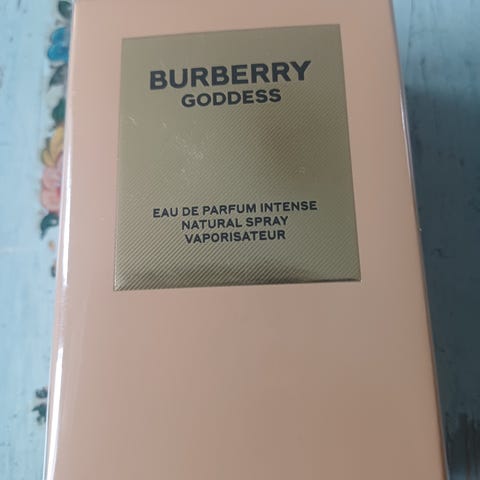 BURBERRY
GODDESS
EAU DE PARFUM INTENSE
NATURAL SPRAY
VAPORISATEUR